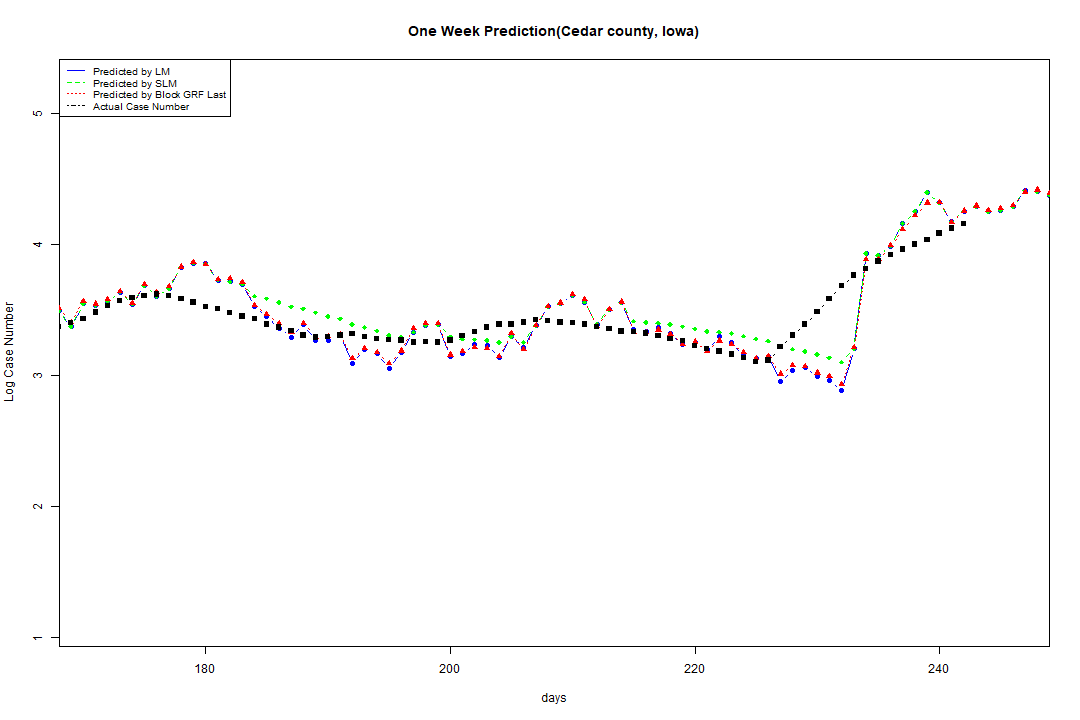 One Week Prediction(Cedar county, Iowa)
Predicted by LM
Predicted by SLM
Predicted by Block GRF Last
Actual Case Number
5
4
3
2
1
Log Case Number
180
200
220
240
days